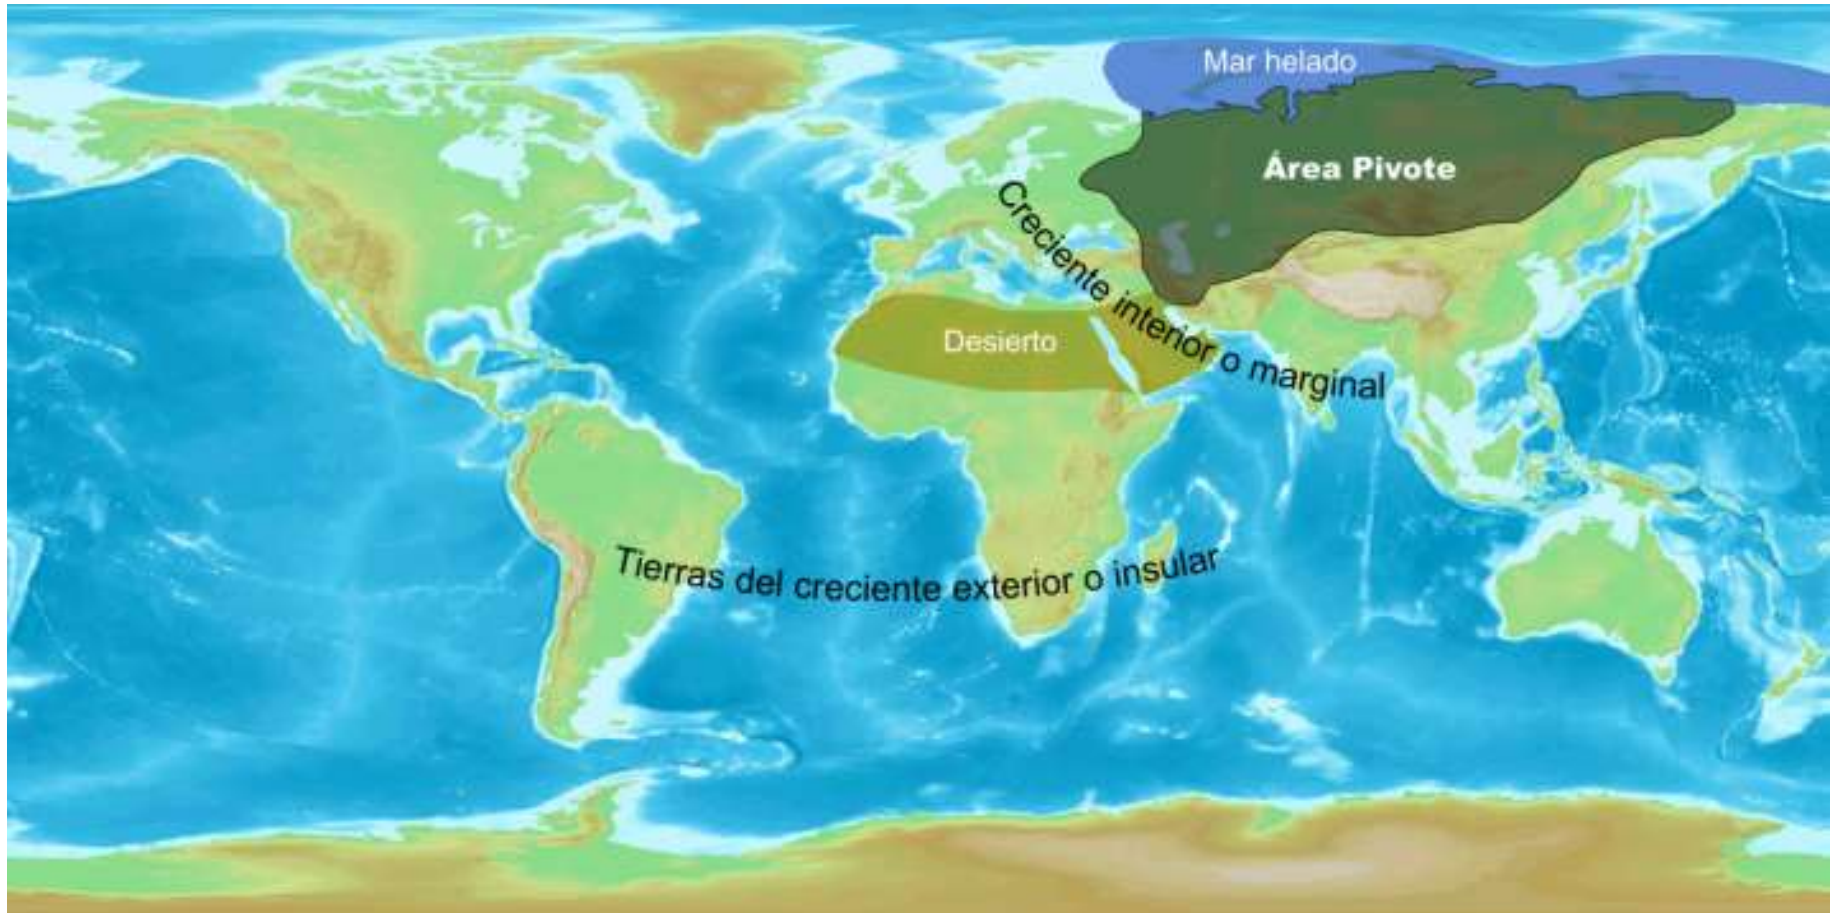 Mar helado
Área Pivote
Creciente interior o marginal
Desierto
Tierras del creciente exterior o insular